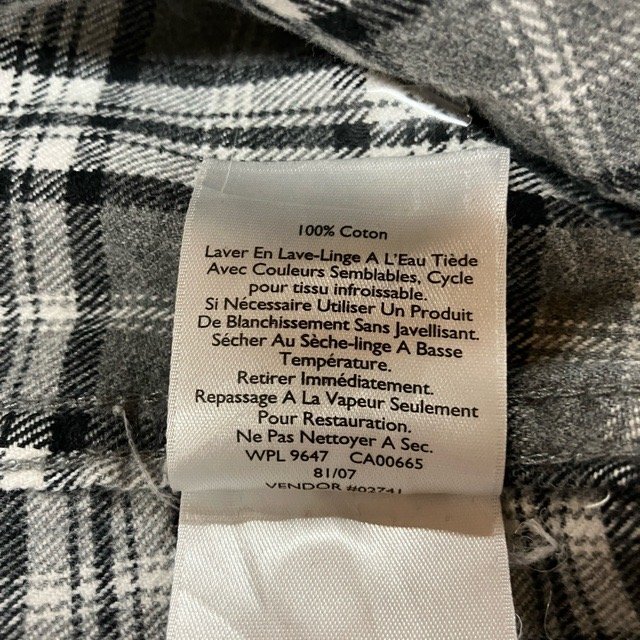 100% Coton
Laver En Lave-Linge A L'Eau Tiède
Avec Couleurs Semblables, Cycle
pour tissu infroissable.
Si Nécessaire Utiliser Un Produit
De Blanchissement Sans Javellisant.
Sécher Au Sèche-linge A Basse
Température.
Retirer Immédiatement.
Repassage A La Vapeur Seulement
Pour Restauration.
Ne Pas Nettoyer A Sec.
WPL 9647 CA00665
81/07
VENDOR #02741